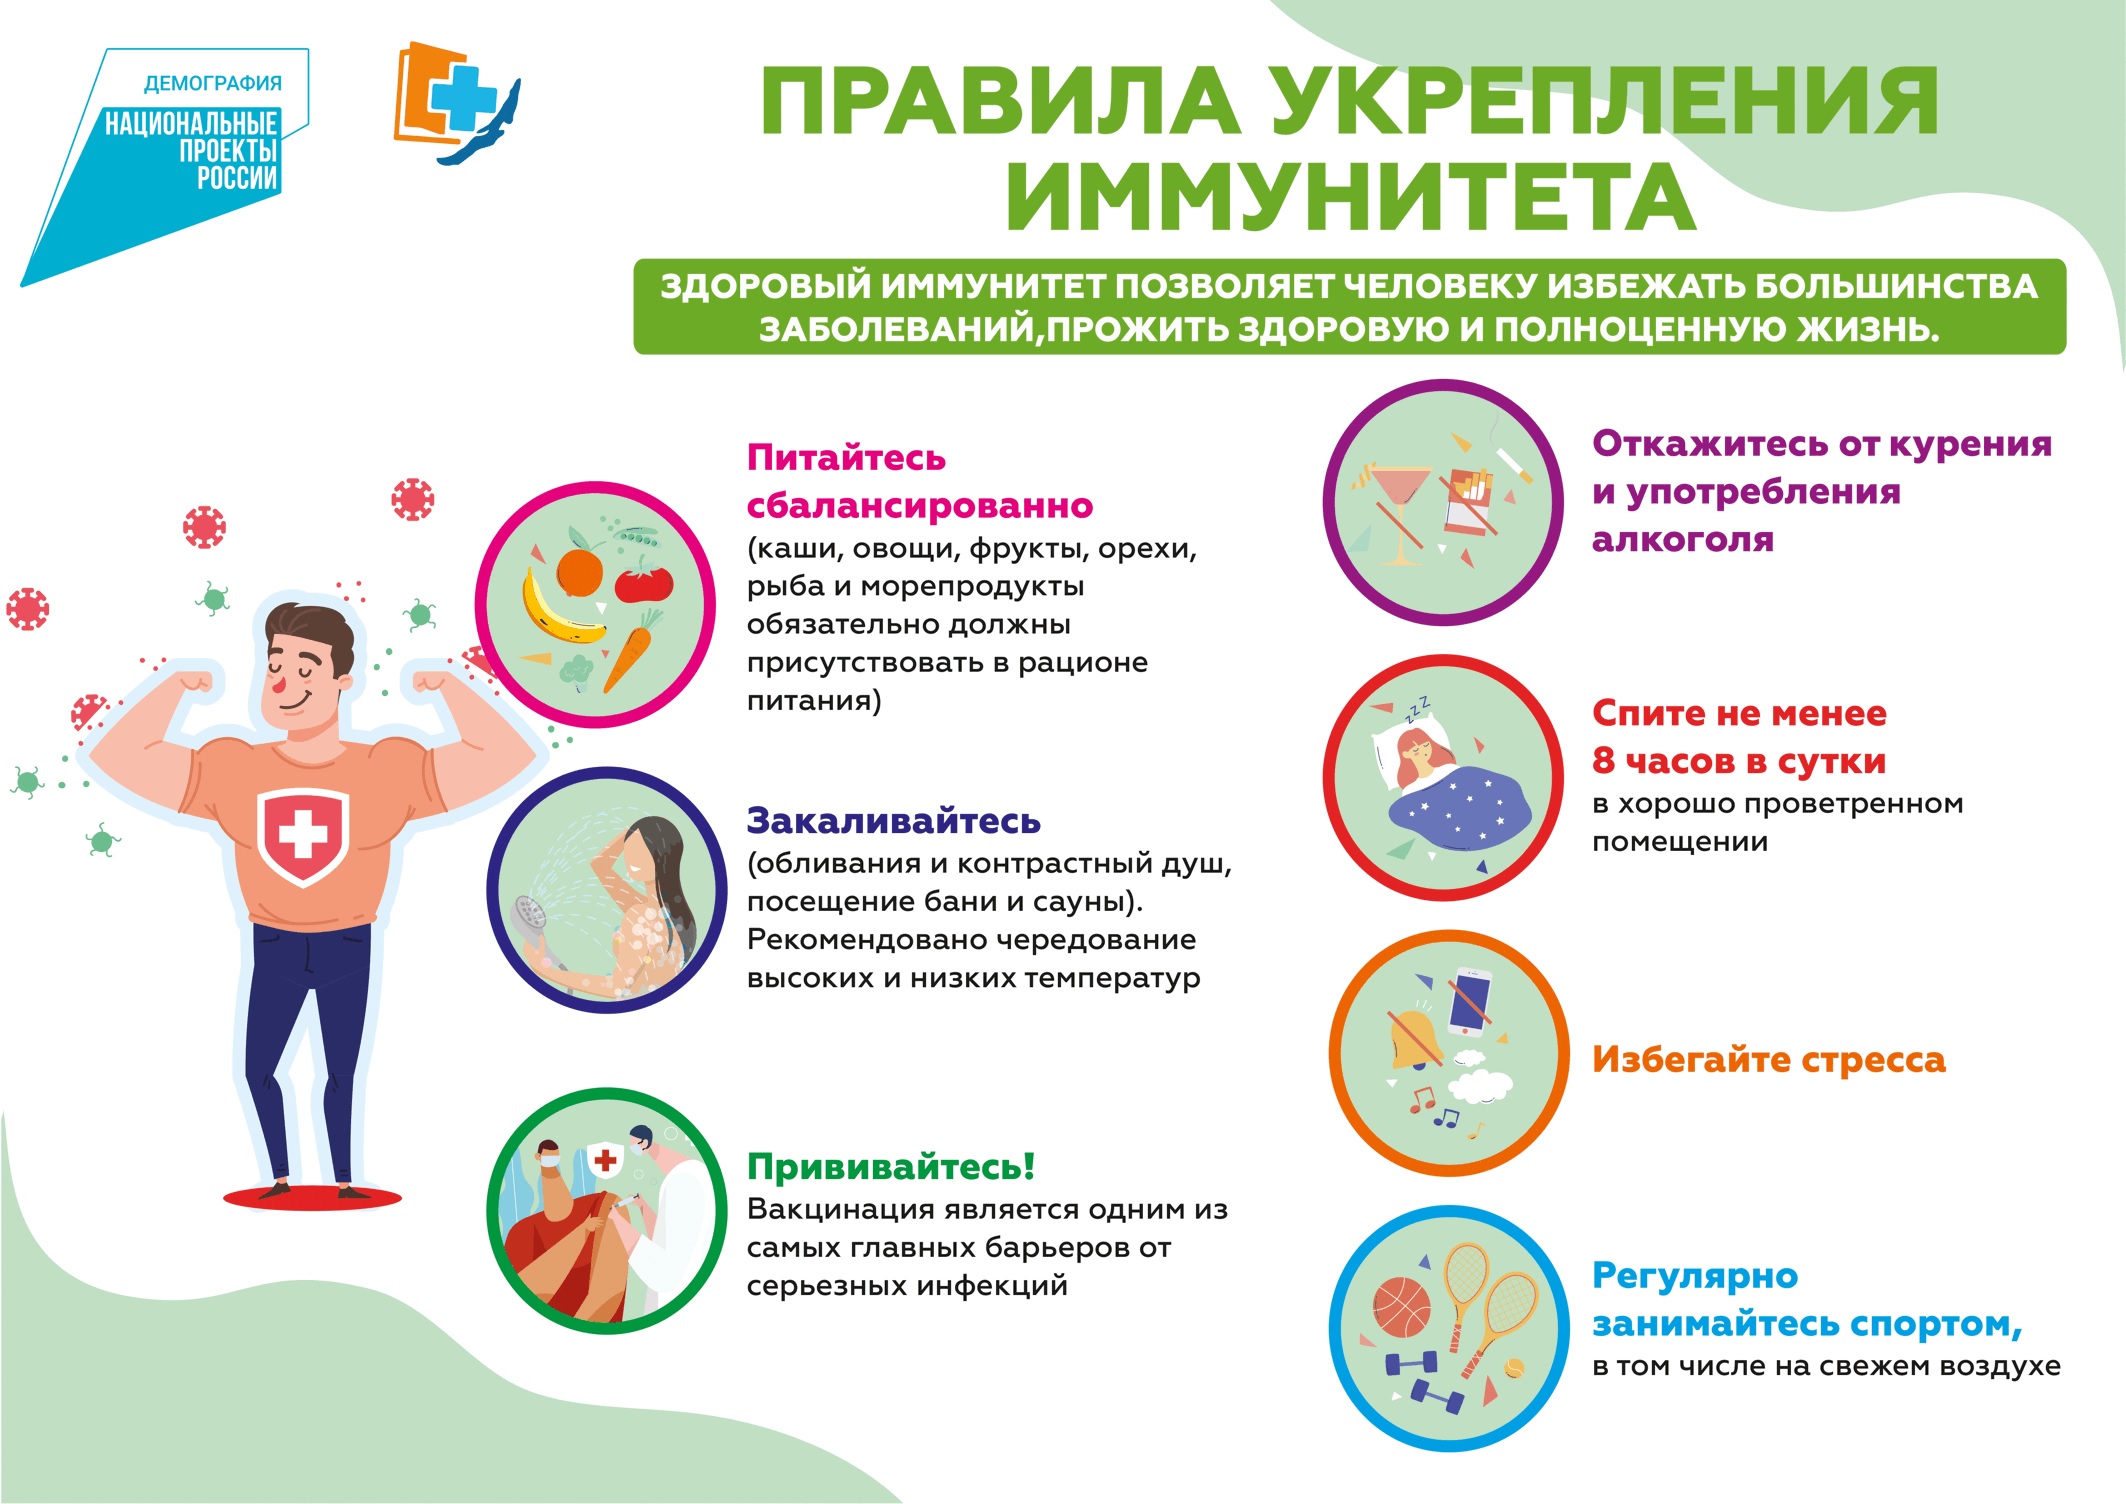 ДЕМОГРАФИЯ
НАЦИОНАЛЬНЫЕ
ПРОЕКТЫ
РОССИИ
ПРАВИЛА УКРЕПЛЕНИЯ
ИММУНИТЕТА
ЗДОРОВЫЙ ИММУНИТЕТ ПОЗВОЛЯЕТ ЧЕЛОВЕКУ ИЗБЕЖАТЬ БОЛЬШИНСТВА
ЗАБОЛЕВАНИЙ,ПРОЖИТЬ ЗДОРОВУЮ И ПОЛНОЦЕННУЮ ЖИЗНЬ.
Питайтесь
сбалансированно
(каши, овощи, фрукты, орехи,
рыба и морепродукты
обязательно должны
присутствовать в рационе
питания)
Закаливайтесь
(обливания и контрастный душ,
посещение бани и сауны).
Рекомендовано чередование
высоких и низких температур
Прививайтесь!
Вакцинация является одним из
самых главных барьеров от
серьезных инфекций
Откажитесь от курения
и употребления
алкоголя
zzz
Спите не менее
8 часов в сутки
в хорошо проветренном
помещении
Избегайте стресса
Регулярно
занимайтесь спортом,
в том числе на свежем воздухе